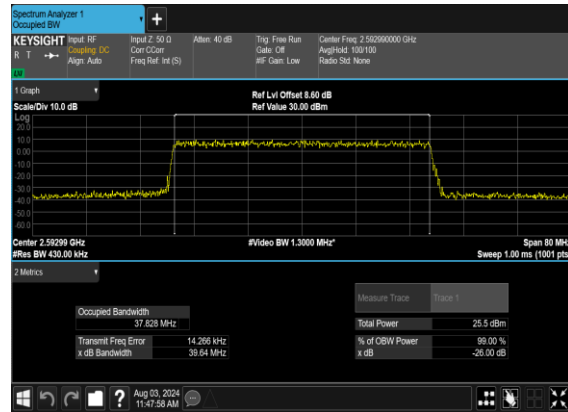 Spectrum Analyzer 1
Occupied BW
+
KEYSIGHT
R T
LW
Input: RF
Coupling: DC
Align: Auto
Input Z: 50 Ω
Corr CCorr
Freq Ref: Int (S)
Atten: 40 dB
Trig: Free Run
Gate: Off
#IF Gain: Low
Center Freq: 2.592990000 GHz
Avg|Hold: 100/100
Radio Std: None
1 Graph
Scale/Div 10.0 dB
Ref Lvl Offset 8.60 dB
Ref Value 30.00 dBm
Log
20.0
10.0
0.00
-10.0
-20.0
-30.0
-40.0
-50.0
-60.0
Center 2.59299 GHz
#Res BW 430.00 kHz
#Video BW 1.3000 MHz*
Span 80 MHz
Sweep 1.00 ms (1001 pts
2 Metrics
Occupied Bandwidth
37.828 MHz
Transmit Freq Error 14.266 kHz
x dB Bandwidth 39.64 MHz
Measure Trace Trace 1
Total Power 25.5 dBm
% of OBW Power 99.00 %
x dB -26.00 dB
?
Aug 03, 2024
11:47:58 AM